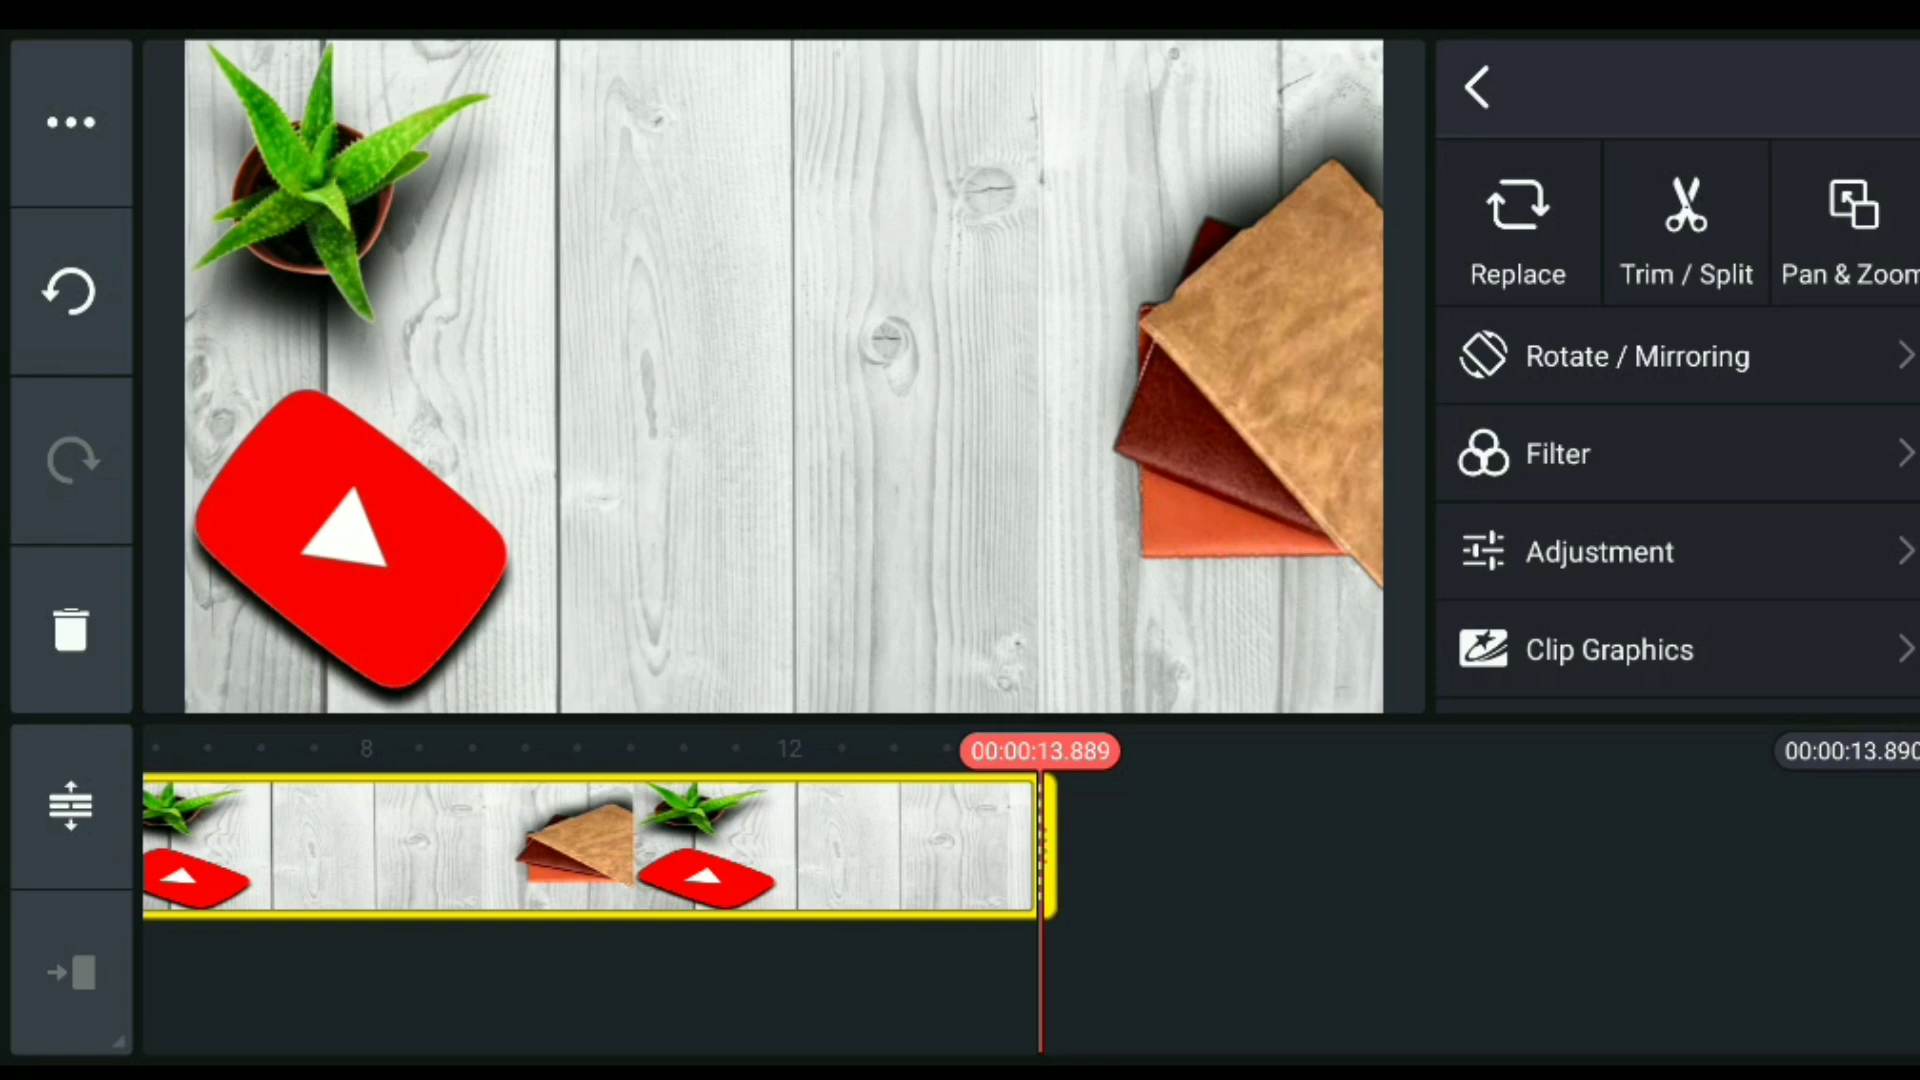 Replace
Trim / Split
Pan & Zoom
Rotate / Mirroring
Filter
Adjustment
Clip Graphics
8
12
00:00:13.889
00:00:13.890